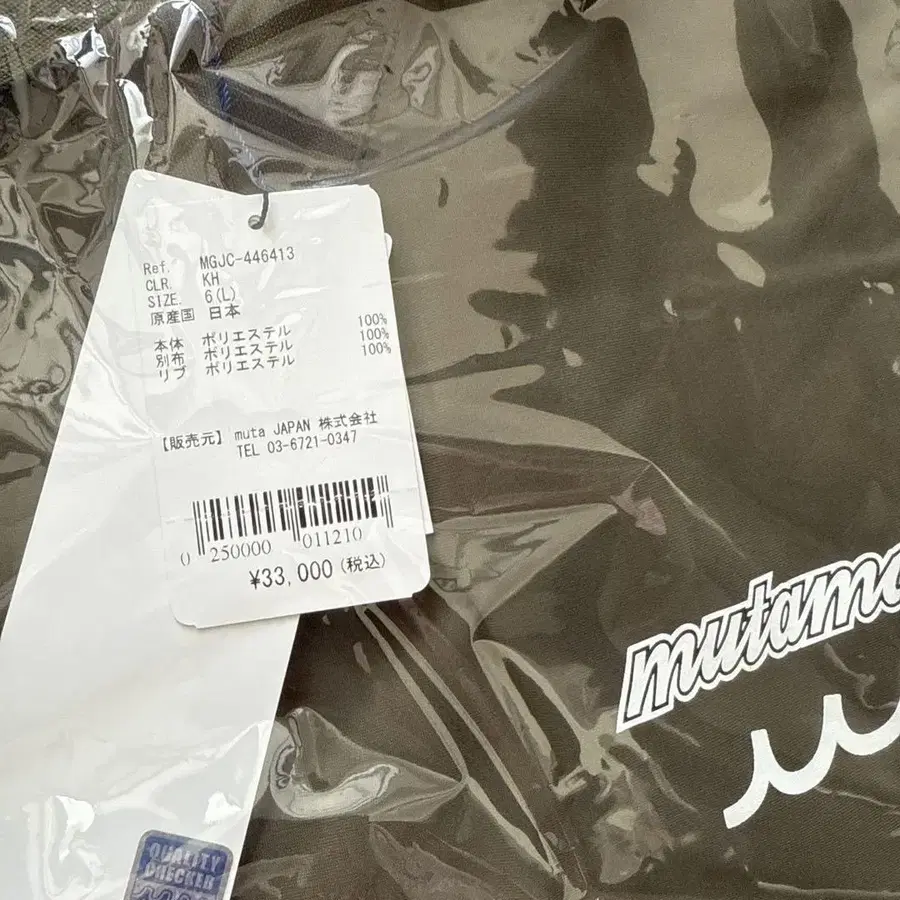 Ref. MGJC-446413
CLR. KH
SIZE. 6(L)
原産国 日本
本体 ポリエステル 100%
別布 ポリエステル 100%
リブ ポリエステル 100%
【販売元】 muta JAPAN 株式会社
TEL 03-6721-0347
0 250000 011210
¥33,000(税込)
mutama
QUALITY
CHECKER